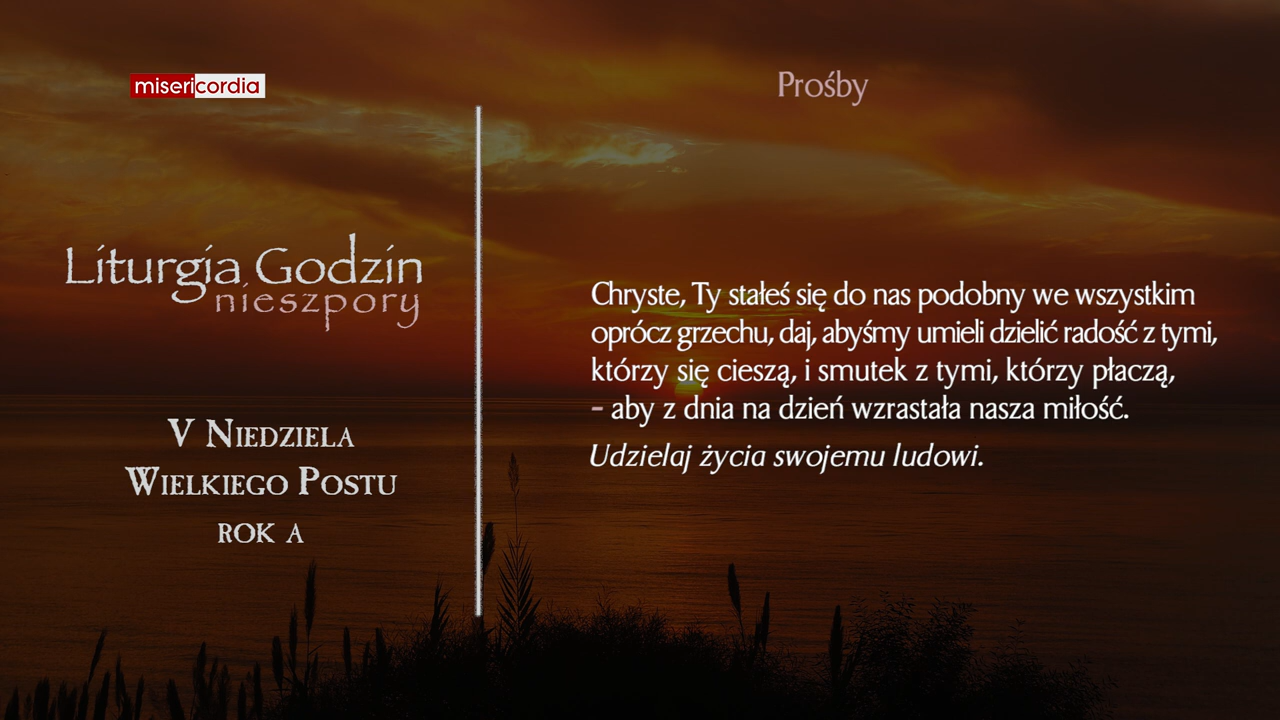 misericordia
Prośby
Liturgia Godzin
nieszpory
V Niedziela
Wielkiego Postu
rok a
Chryste, Ty stałeś się do nas podobny we wszystkim
oprócz grzechu, daj, abyśmy umieli dzielić radość z tymi,
którzy się cieszą, i smutek z tymi, którzy płaczą,
- aby z dnia na dzień wzrastała nasza miłość.
Udzielaj życia swojemu ludowi.